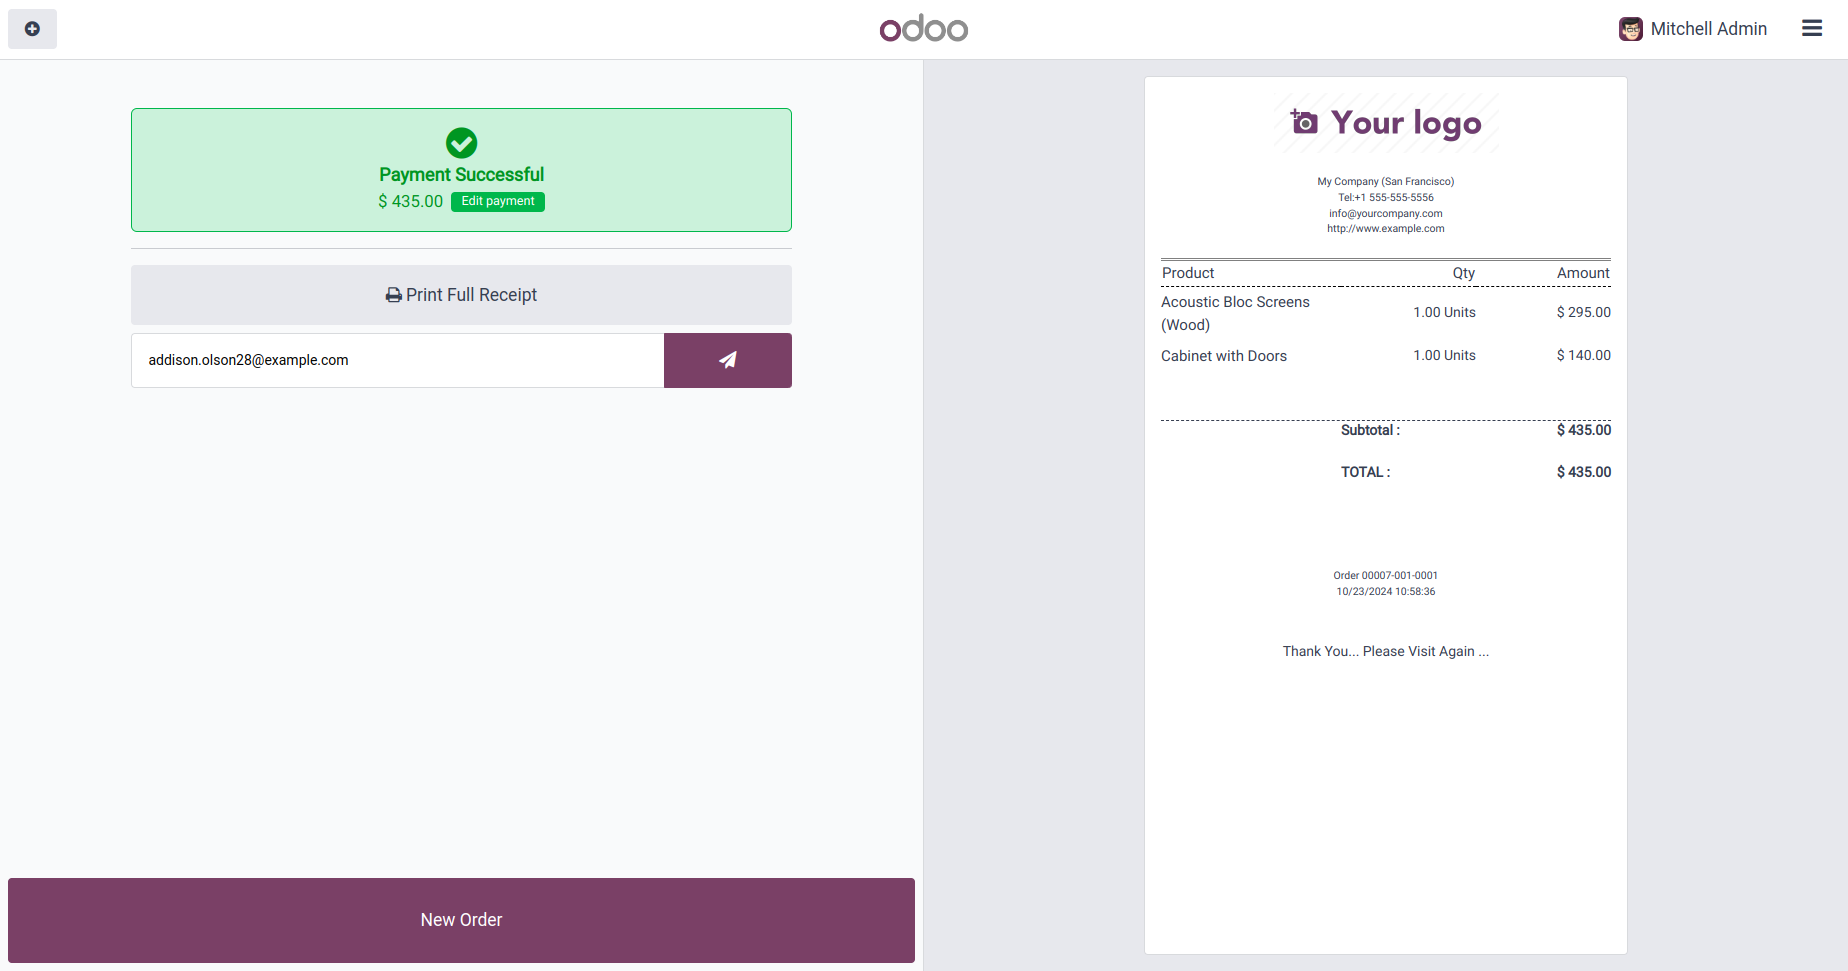 odoo
Mitchell Admin
Payment Successful
$ 435.00 Edit payment
Print Full Receipt
addison.olson28@example.com
New Order
Your logo
My Company (San Francisco)
Tel:+1 555-555-5556
info@yourcompany.com
http://www.example.com
Product Qty Amount
Acoustic Bloc Screens
(Wood) 1.00 Units $ 295.00
Cabinet with Doors 1.00 Units $ 140.00
Subtotal : $ 435.00
TOTAL : $ 435.00
Order 00007-001-0001
10/23/2024 10:58:36
Thank You... Please Visit Again ...